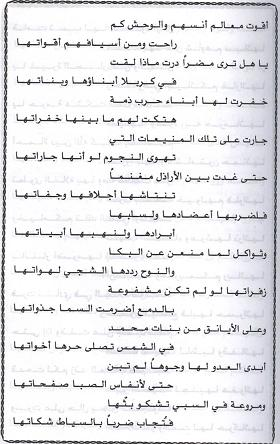 أقوت معالم أنسهم والوحش كم
راحت ومن أسيافهم أقواتها
يا هل ترى مضراً درت ماذا لقت
في كربلا أبناؤها وبناتها
خفرت لها أبناء حرب ذمة
هتكت لهم ما بينها خفراتها
جارت على تلك المنيعات التي
تهوى النجوم لو أنها جاراتها
حتى غدت بين الأراذل مغنماً
تنتاشها أجلافها وجفاتها
فلضربها أعضادها ولسلبها
أبرادها ولنهبها أبياتها
وثواكل لما منعن عن البكا
والنوح رددها الشجي لهواتها
زفراتها لو لم تكن مشفوعة
بالدمع أضرمت السما جذواتها
وعلى الأيانق من بنات محمد
في الشمس تصلى حرها أخواتها
أبدى العدو لها وجوهاً لم تبن
حتى لأنفاس الصبا صفحاتها
ومروعة في السبي تشكو بثها
فتُجاب ضرباً بالسياط شكاتها